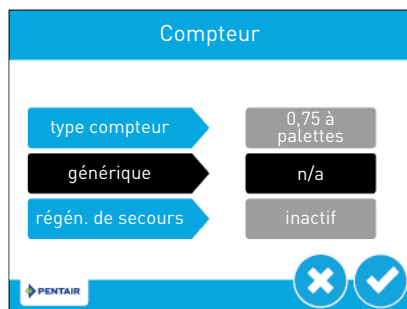 Compteur
type compteur
0,75 à
palettes
générique
n/a
régén. de secours
inactif
PENTAIR